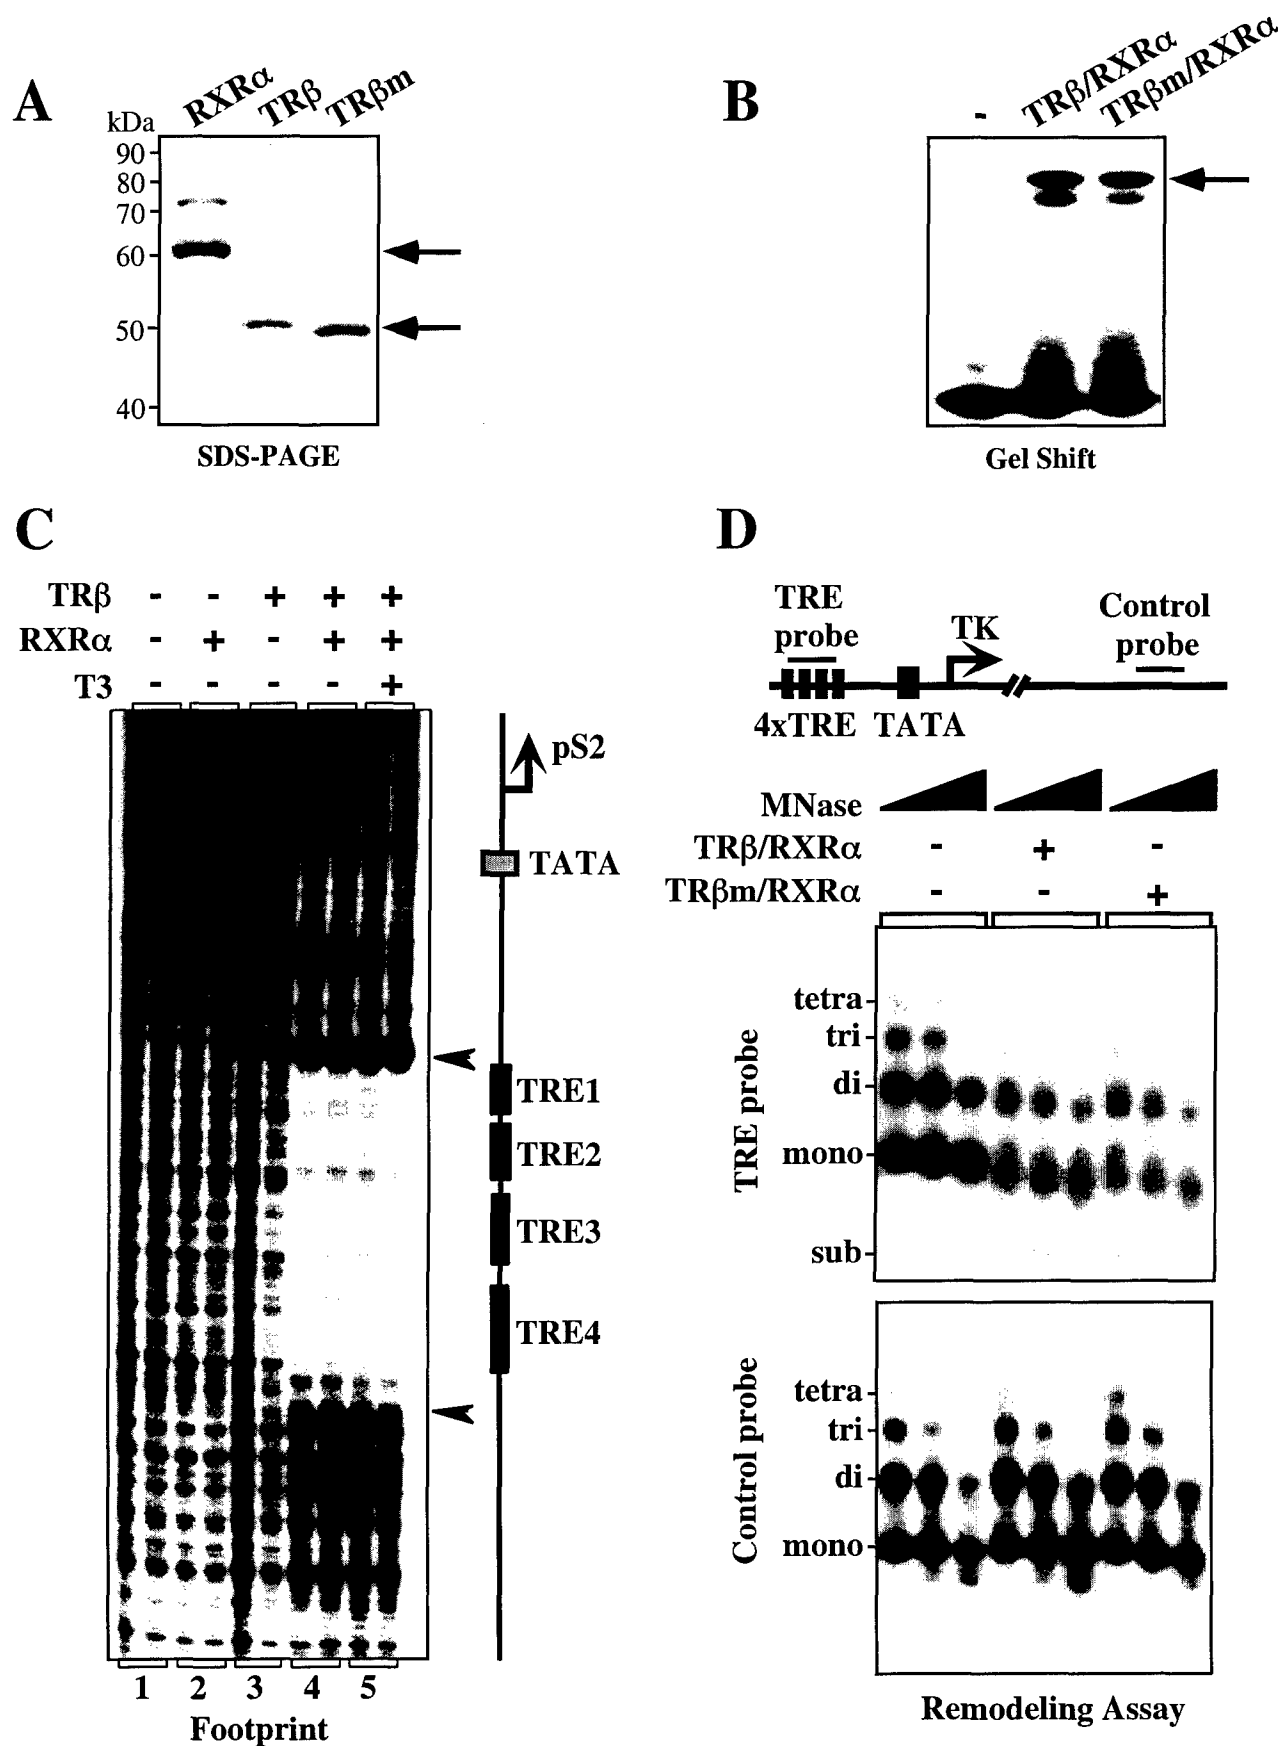 A
RXRα TRβ TRβm
kDa
90
80
70
60
50
40
SDS-PAGE
B
- TRβ/RXRα TRβm/RXRα
Gel Shift
C
TRβ - - + + +
RXRα - + - + +
T3 - - - - +
pS2
TATA
TRE1
TRE2
TRE3
TRE4
1 2 3 4 5
Footprint
D
TRE probe
Control probe
TK
4xTRE TATA
MNase
TRβ/RXRα - + -
TRβm/RXRα - - +
TRE probe
tetra
tri
di
mono
sub
Control probe
tetra
tri
di
mono
Remodeling Assay